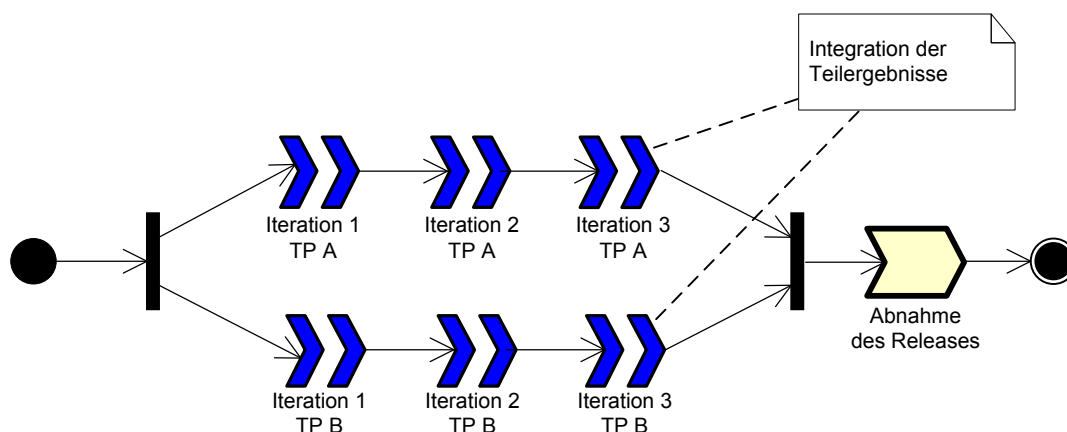 Integration der
Teilergebnisse
Iteration 1
TP A
Iteration 2
TP A
Iteration 3
TP A
Iteration 1
TP B
Iteration 2
TP B
Iteration 3
TP B
Abnahme
des Releases